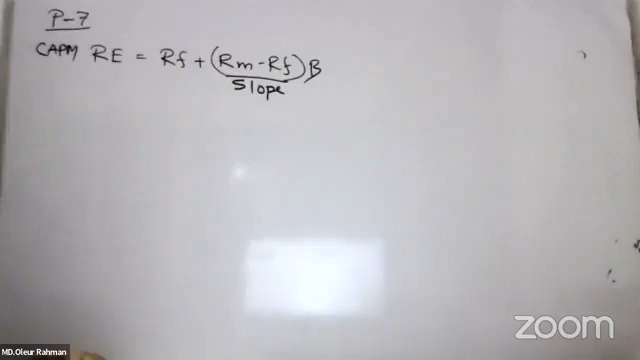 P-7
CAPM RE = Rf + (Rm - Rf) B
Slope
zoom
MD.Oleur Rahman